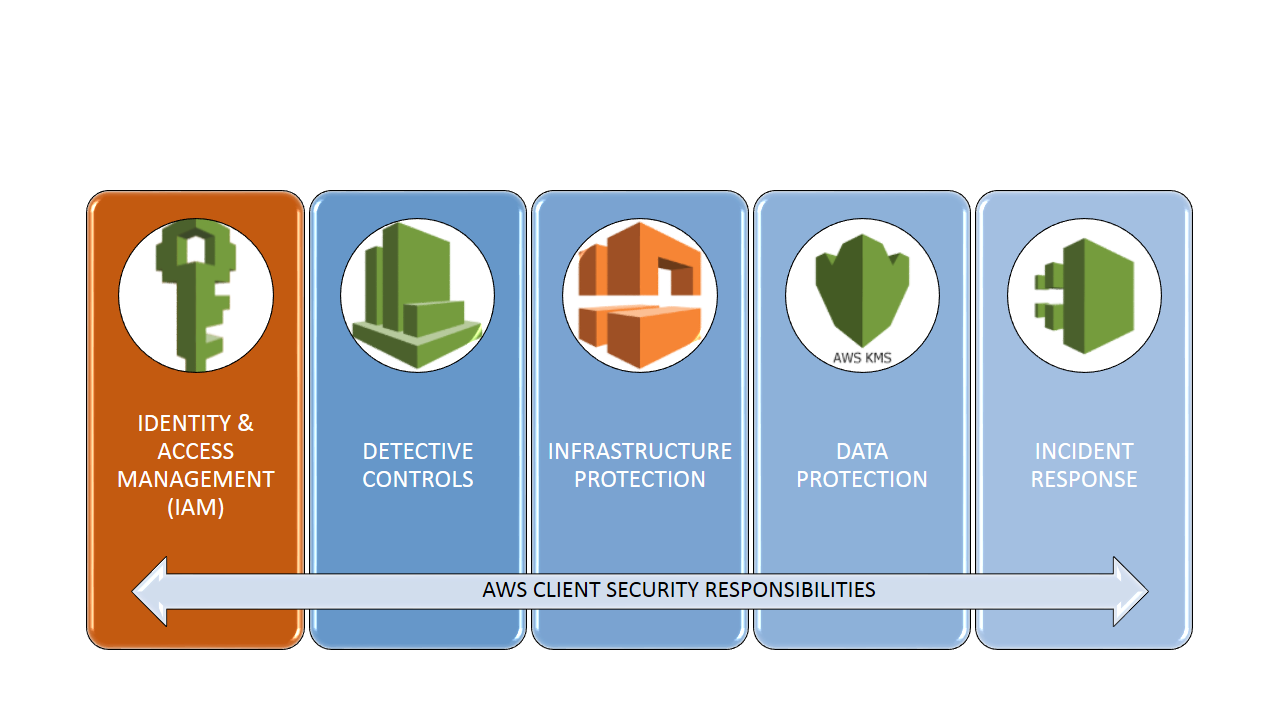 AWS KMS
IDENTITY &
ACCESS
MANAGEMENT
(IAM)
DETECTIVE
CONTROLS
INFRASTRUCTURE
PROTECTION
DATA
PROTECTION
INCIDENT
RESPONSE
AWS CLIENT SECURITY RESPONSIBILITIES